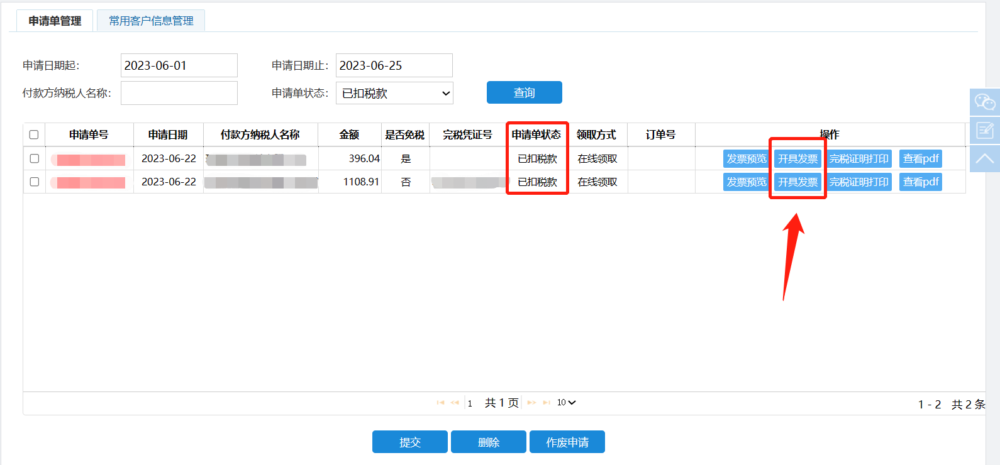 申请单管理 常用客户信息管理
申请日期起： 2023-06-01 申请日期止： 2023-06-25
付款方纳税人名称： 申请单状态： 已扣税款 查询
申请单号 申请日期 付款方纳税人名称 金额 是否免税 完税凭证号 申请单状态 领取方式 订单号 操作
2023-06-22 396.04 是 已扣税款 在线领取 发票预览 开具发票 完税证明打印 查看pdf
2023-06-22 1108.91 否 已扣税款 在线领取 发票预览 开具发票 完税证明打印 查看pdf
1 共 1 页 10 1 - 2 共 2 条
提交 删除 作废申请